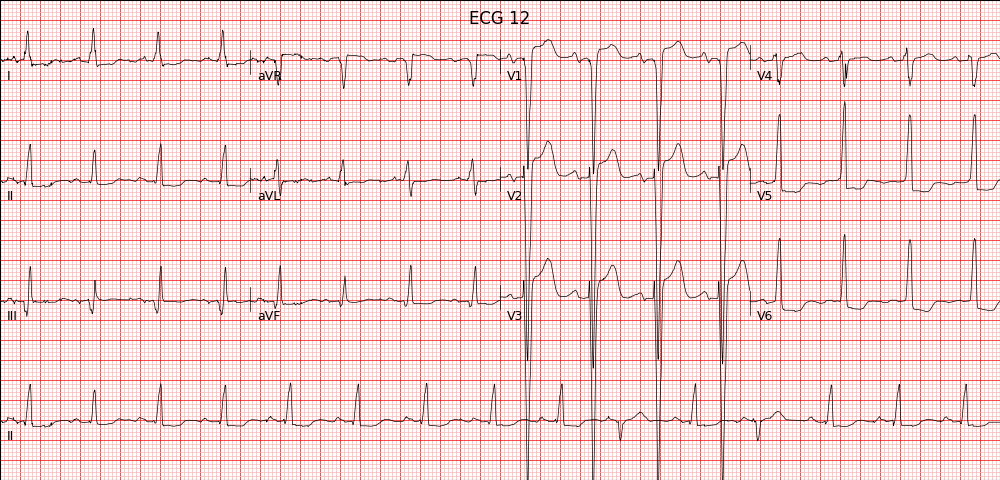 ECG 12
I aVR V1 V4
II aVL V2 V5
III aVF V3 V6
II